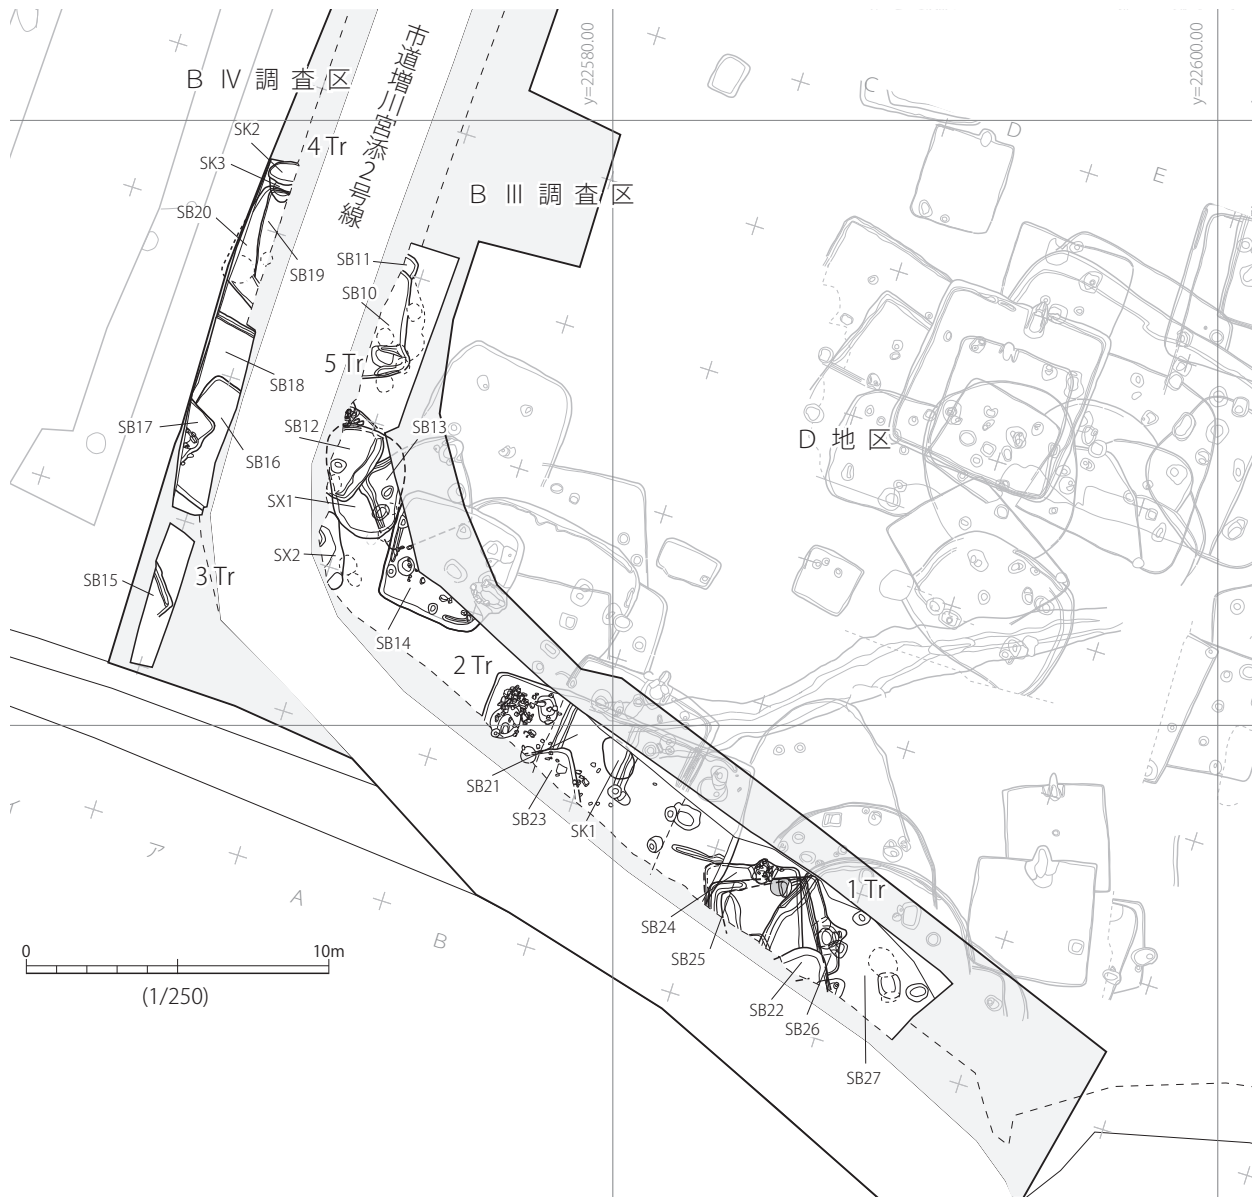 市道増川宮添2号線
y=22580.00
y=22600.00
B Ⅳ 調査区
B Ⅲ 調査区
D 地区
C
D
E
SK2
4 Tr
SK3
SB20
SB19
SB11
SB10
5 Tr
SB18
SB17
SB16
SB12
SB13
SX1
SX2
SB15
3 Tr
SB14
2 Tr
SB21
SB23
SK1
1 Tr
SB24
SB25
SB22
SB26
SB27
イ
ア
A
B
0 10m
(1/250)